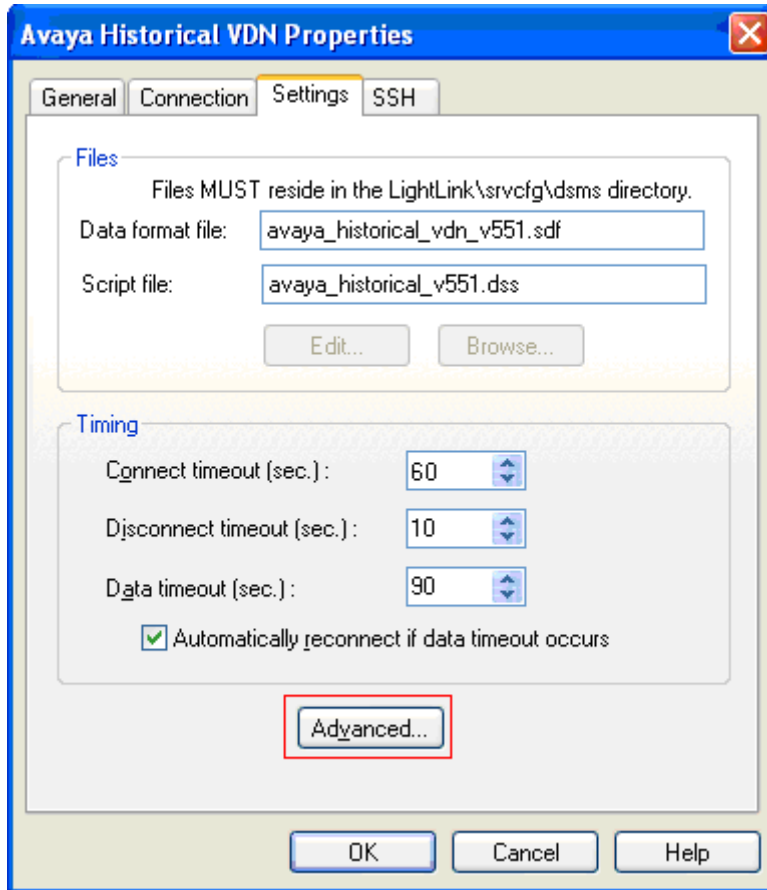 Avaya Historical VDN Properties
General Connection Settings SSH
Files
Files MUST reside in the LightLink\srvcfg\dsms directory.
Data format file: avaya_historical_vdn_v551.sdf
Script file: avaya_historical_v551.dss
Edit... Browse...
Timing
Connect timeout (sec.) : 60
Disconnect timeout (sec.) : 10
Data timeout (sec.) : 90
Automatically reconnect if data timeout occurs
Advanced...
OK Cancel Help